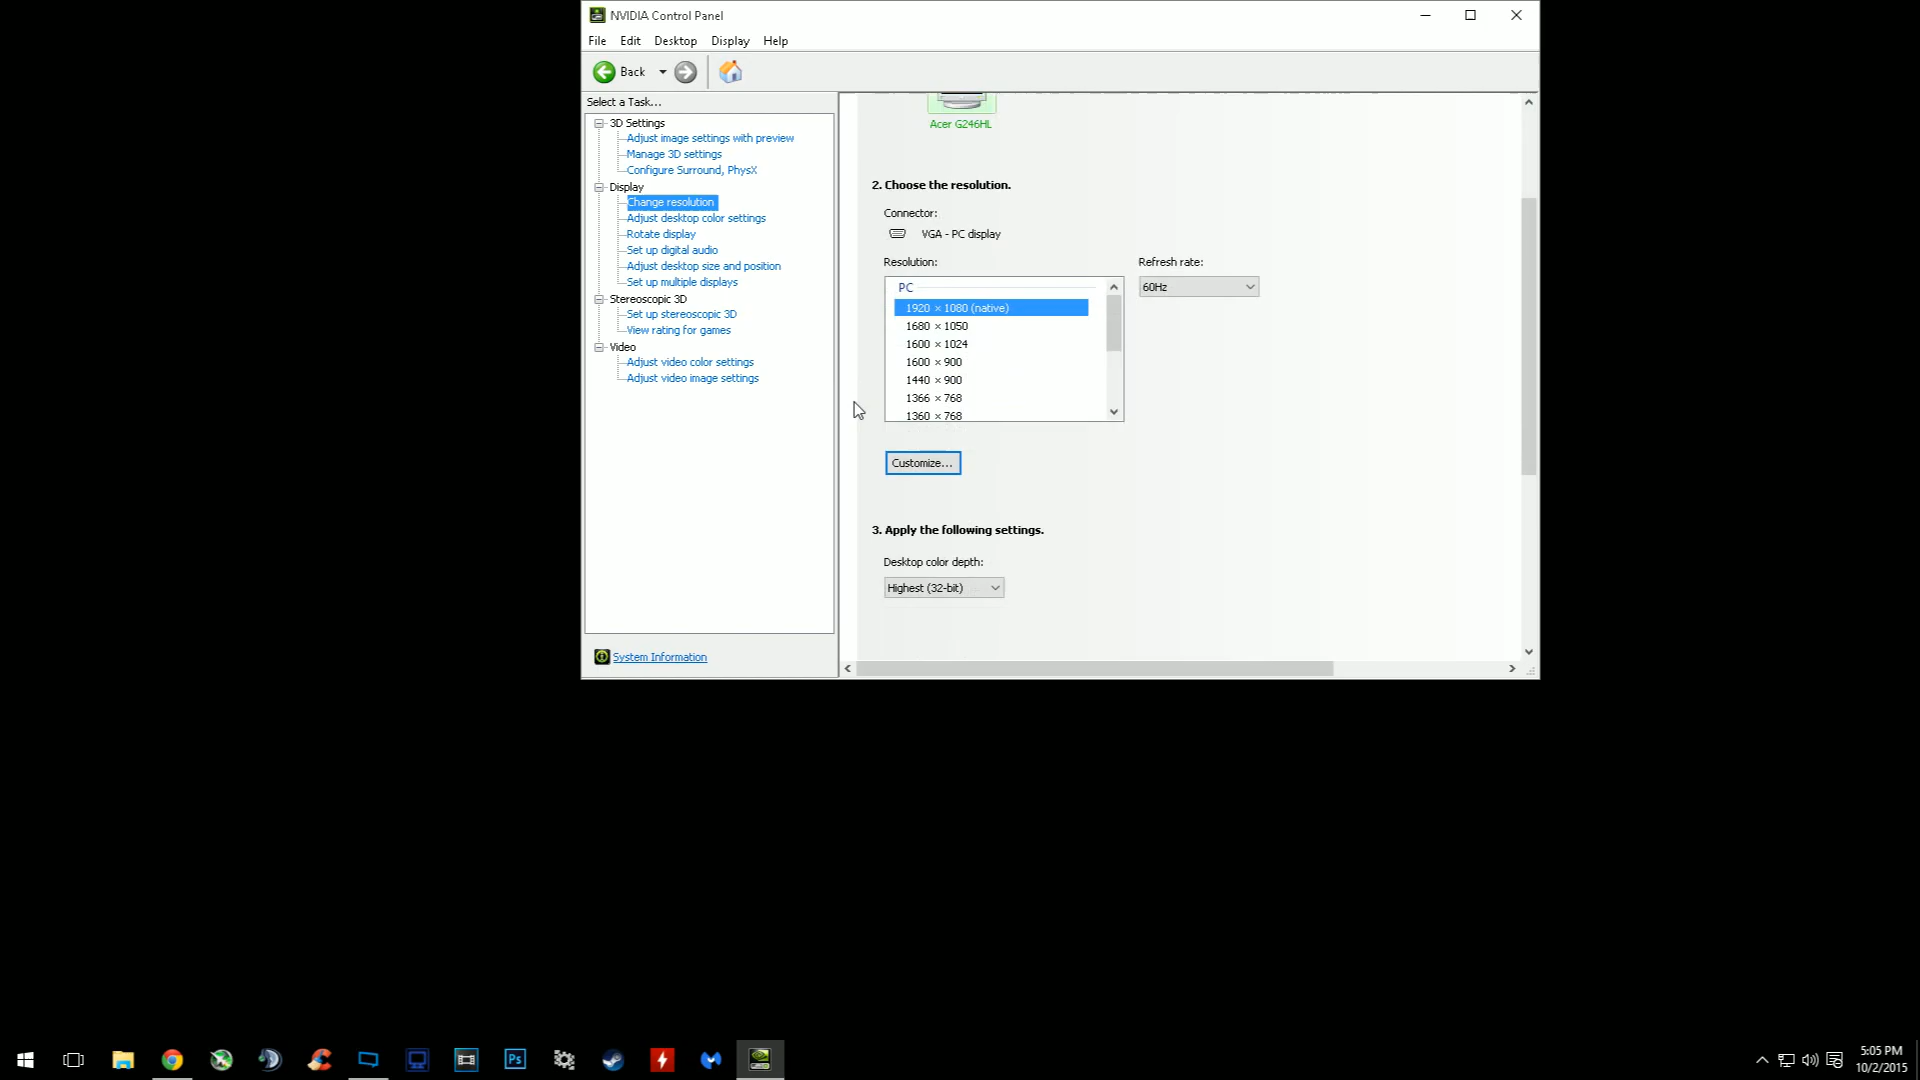 NVIDIA Control Panel
File Edit Desktop Display Help
Back
Select a Task...
3D Settings
Adjust image settings with preview
Manage 3D settings
Configure Surround, PhysX
Display
Change resolution
Adjust desktop color settings
Rotate display
Set up digital audio
Adjust desktop size and position
Set up multiple displays
Stereoscopic 3D
Set up stereoscopic 3D
View rating for games
Video
Adjust video color settings
Adjust video image settings
System Information
Acer G246HL
2. Choose the resolution.
Connector:
VGA - PC display
Resolution:
Refresh rate:
PC
60Hz
1920 × 1080 (native)
1680 × 1050
1600 × 1024
1600 × 900
1440 × 900
1366 × 768
1360 × 768
Customize...
3. Apply the following settings.
Desktop color depth:
Highest (32-bit)
Ps
5:05 PM
10/2/2015